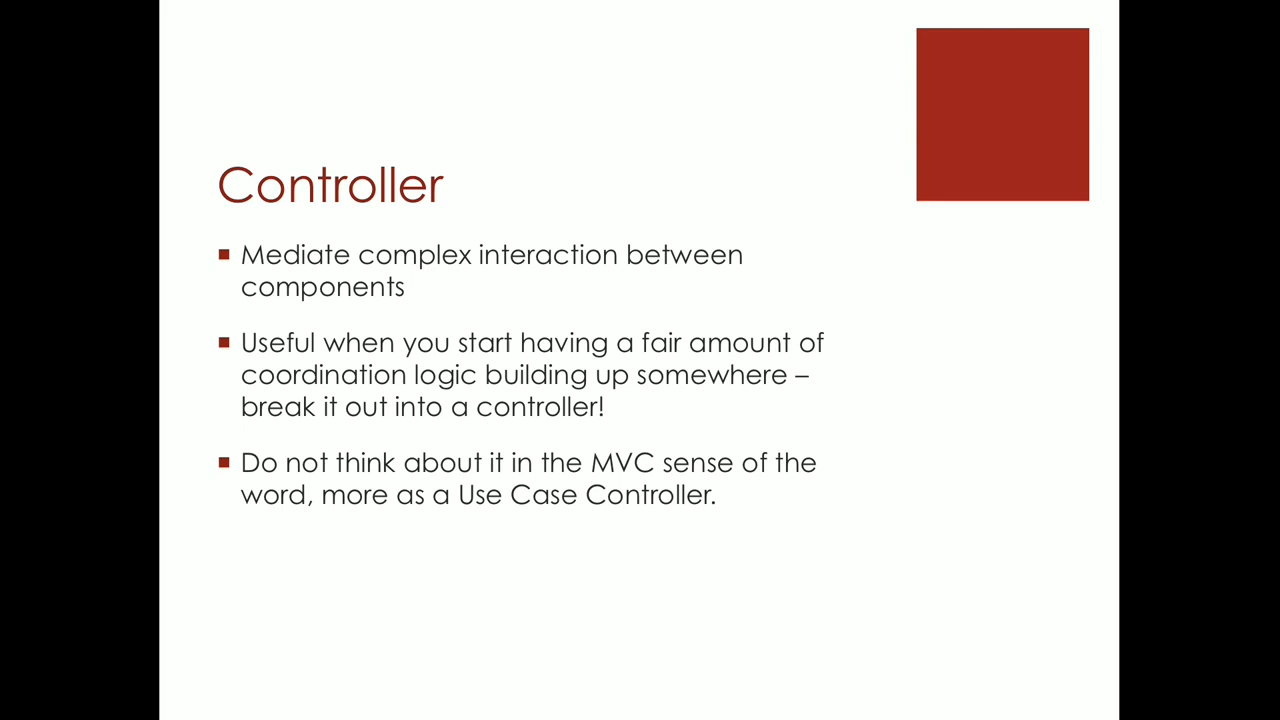 Controller
Mediate complex interaction between
components
Useful when you start having a fair amount of
coordination logic building up somewhere –
break it out into a controller!
Do not think about it in the MVC sense of the
word, more as a Use Case Controller.